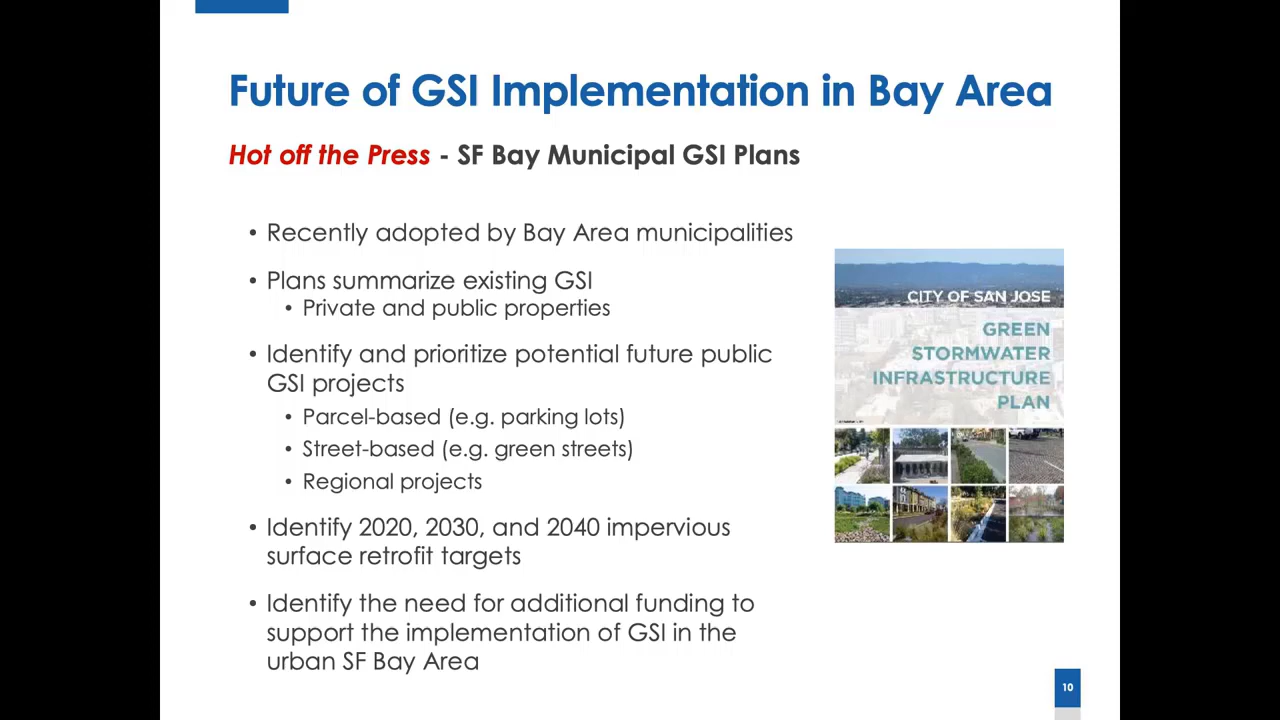 Future of GSI Implementation in Bay Area
Hot off the Press - SF Bay Municipal GSI Plans
• Recently adopted by Bay Area municipalities
• Plans summarize existing GSI
• Private and public properties
• Identify and prioritize potential future public
GSI projects
• Parcel-based (e.g. parking lots)
• Street-based (e.g. green streets)
• Regional projects
• Identify 2020, 2030, and 2040 impervious
surface retrofit targets
• Identify the need for additional funding to
support the implementation of GSI in the
urban SF Bay Area
CITY OF SAN JOSE
GREEN
STORMWATER
INFRASTRUCTURE
PLAN
10